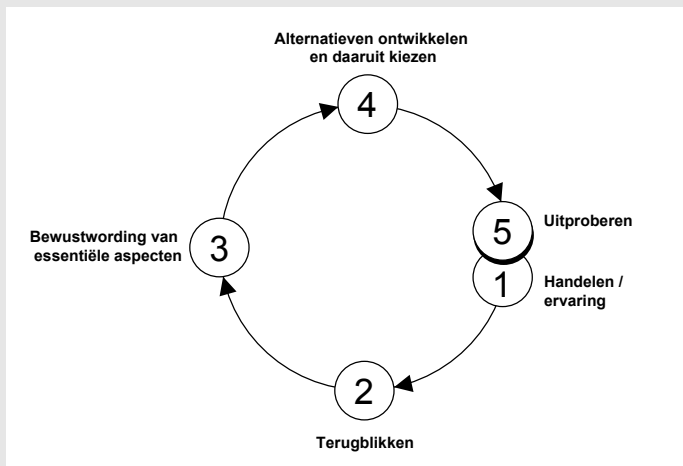 Alternatieven ontwikkelen
en daaruit kiezen
4
5
Uitproberen
Bewustwording van
essentiële aspecten
3
1
Handelen /
ervaring
2
Terugblikken